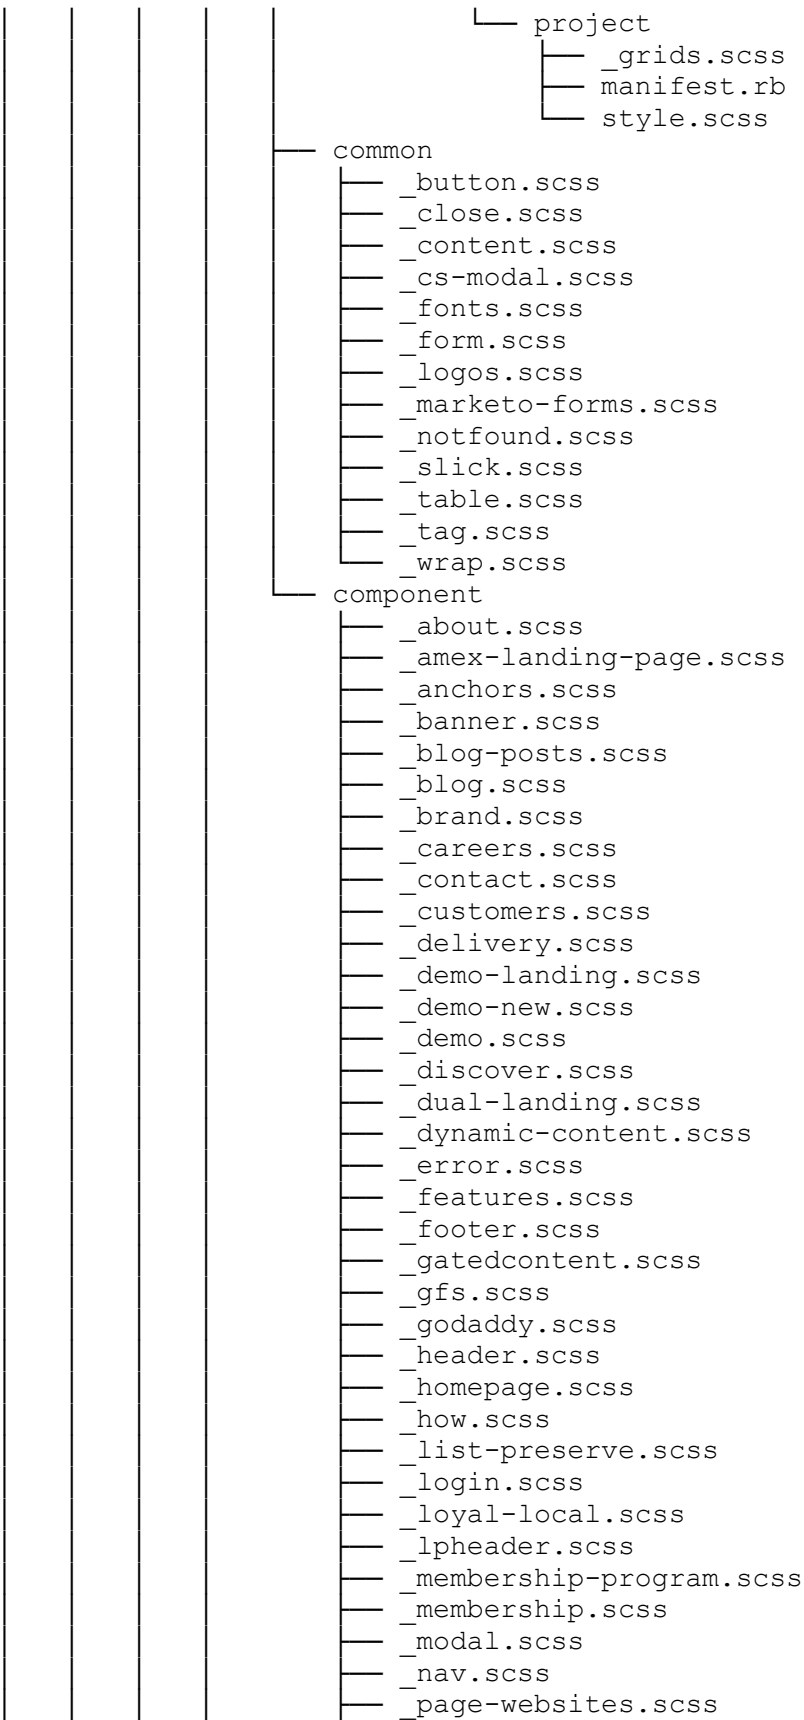 │   │   │   │   │           └── project
│   │   │   │   │               ├── _grids.scss
│   │   │   │   │               ├── manifest.rb
│   │   │   │   │               └── style.scss
│   │   │   │   ├── common
│   │   │   │   │   ├── _button.scss
│   │   │   │   │   ├── _close.scss
│   │   │   │   │   ├── _content.scss
│   │   │   │   │   ├── _cs-modal.scss
│   │   │   │   │   ├── _fonts.scss
│   │   │   │   │   ├── _form.scss
│   │   │   │   │   ├── _logos.scss
│   │   │   │   │   ├── _marketo-forms.scss
│   │   │   │   │   ├── _notfound.scss
│   │   │   │   │   ├── _slick.scss
│   │   │   │   │   ├── _table.scss
│   │   │   │   │   ├── _tag.scss
│   │   │   │   │   └── _wrap.scss
│   │   │   │   └── component
│   │   │   │       ├── _about.scss
│   │   │   │       ├── _amex-landing-page.scss
│   │   │   │       ├── _anchors.scss
│   │   │   │       ├── _banner.scss
│   │   │   │       ├── _blog-posts.scss
│   │   │   │       ├── _blog.scss
│   │   │   │       ├── _brand.scss
│   │   │   │       ├── _careers.scss
│   │   │   │       ├── _contact.scss
│   │   │   │       ├── _customers.scss
│   │   │   │       ├── _delivery.scss
│   │   │   │       ├── _demo-landing.scss
│   │   │   │       ├── _demo-new.scss
│   │   │   │       ├── _demo.scss
│   │   │   │       ├── _discover.scss
│   │   │   │       ├── _dual-landing.scss
│   │   │   │       ├── _dynamic-content.scss
│   │   │   │       ├── _error.scss
│   │   │   │       ├── _features.scss
│   │   │   │       ├── _footer.scss
│   │   │   │       ├── _gatedcontent.scss
│   │   │   │       ├── _gfs.scss
│   │   │   │       ├── _godaddy.scss
│   │   │   │       ├── _header.scss
│   │   │   │       ├── _homepage.scss
│   │   │   │       ├── _how.scss
│   │   │   │       ├── _list-preserve.scss
│   │   │   │       ├── _login.scss
│   │   │   │       ├── _loyal-local.scss
│   │   │   │       ├── _lpheader.scss
│   │   │   │       ├── _membership-program.scss
│   │   │   │       ├── _membership.scss
│   │   │   │       ├── _modal.scss
│   │   │   │       ├── _nav.scss
│   │   │   │       ├── _page-websites.scss